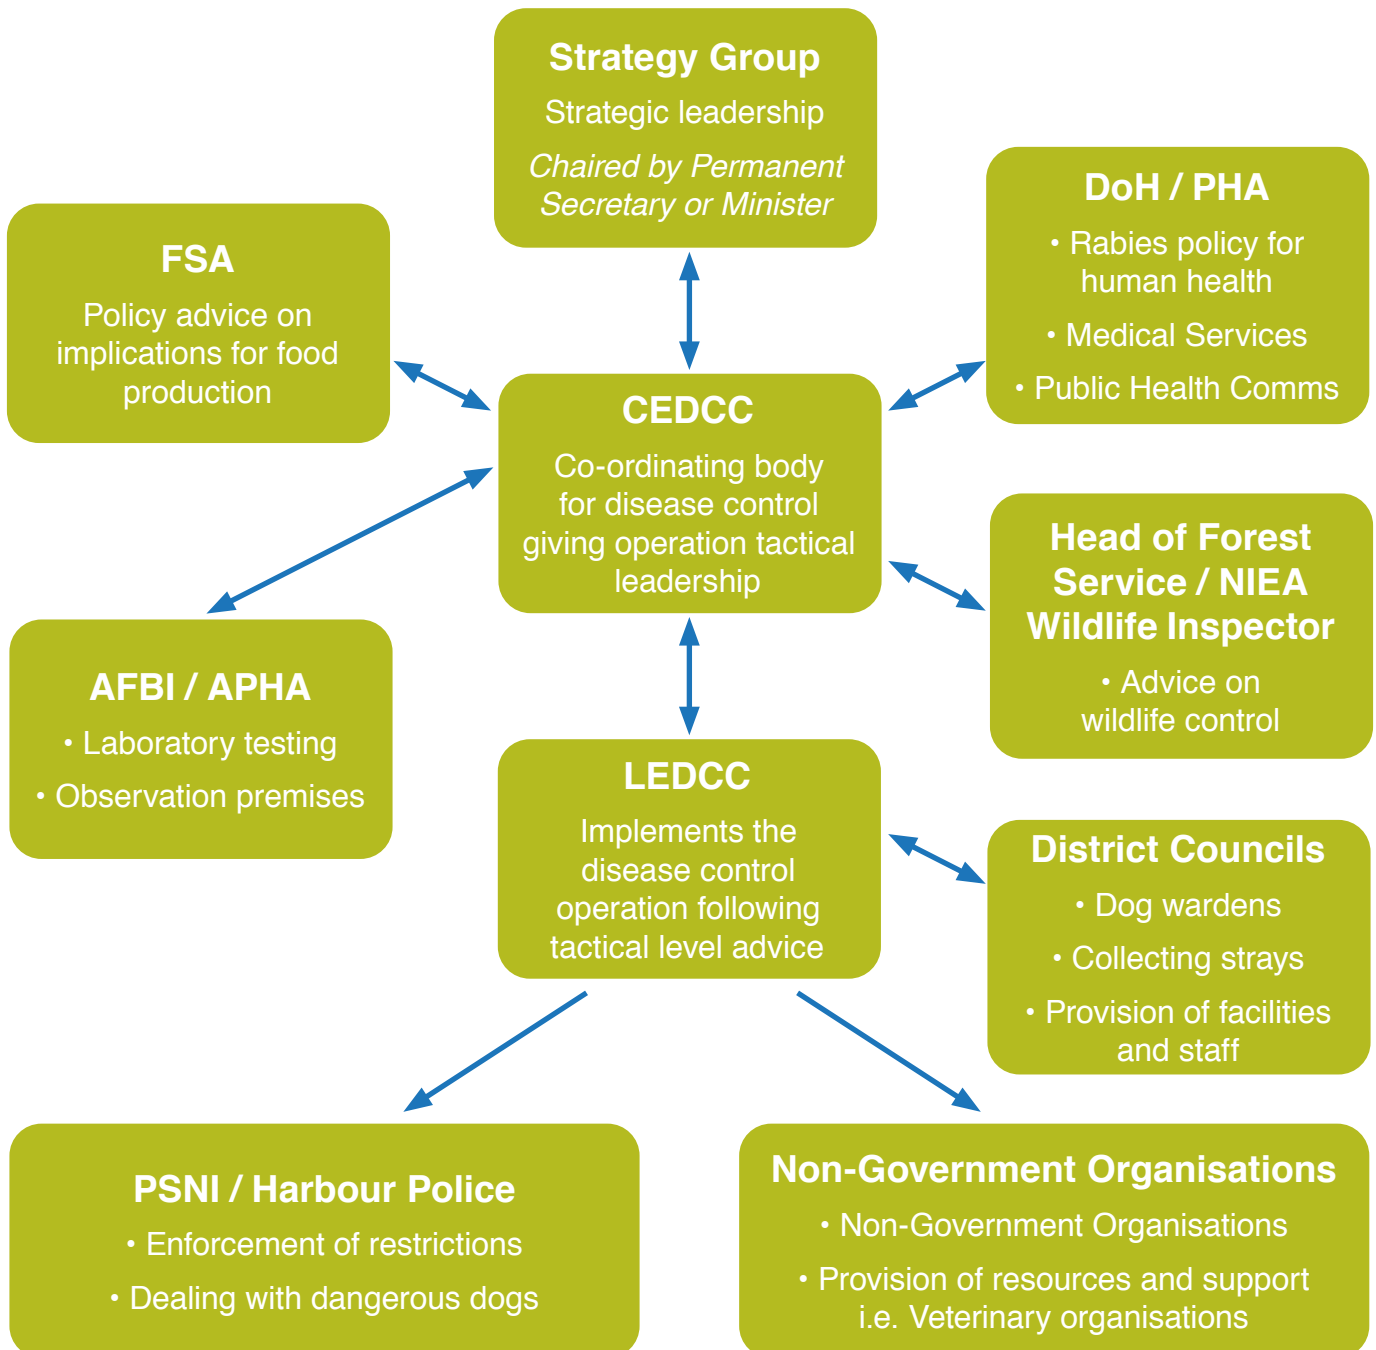 Strategy Group
Strategic leadership
Chaired by Permanent
Secretary or Minister
FSA
Policy advice on
implications for food
production
DoH / PHA
• Rabies policy for
human health
• Medical Services
• Public Health Comms
CEDCC
Co-ordinating body
for disease control
giving operation tactical
leadership
Head of Forest
Service / NIEA
Wildlife Inspector
• Advice on
wildlife control
AFBI / APHA
• Laboratory testing
• Observation premises
LEDCC
Implements the
disease control
operation following
tactical level advice
District Councils
• Dog wardens
• Collecting strays
• Provision of facilities
and staff
PSNI / Harbour Police
• Enforcement of restrictions
• Dealing with dangerous dogs
Non-Government Organisations
• Non-Government Organisations
• Provision of resources and support
i.e. Veterinary organisations